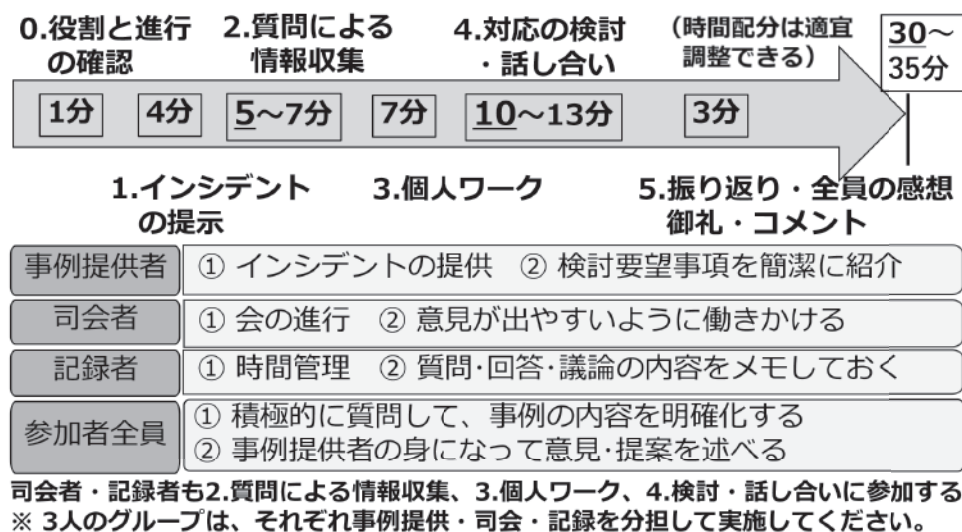 0.役割と進行
の確認
2.質問による
情報収集
4.対応の検討
・話し合い
(時間配分は適宜
調整できる)
30～
35分
1分
4分
5～7分
7分
10～13分
3分
1.インシデント
の提示
3.個人ワーク
5.振り返り・全員の感想
御礼・コメント
事例提供者
① インシデントの提供 ② 検討要望事項を簡潔に紹介
司会者
① 会の進行 ② 意見が出やすいように働きかける
記録者
① 時間管理 ② 質問･回答･議論の内容をメモしておく
参加者全員
① 積極的に質問して、事例の内容を明確化する
② 事例提供者の身になって意見･提案を述べる
司会者・記録者も2.質問による情報収集、3.個人ワーク、4.検討・話し合いに参加する
※ 3人のグループは、それぞれ事例提供・司会・記録を分担して実施してください。